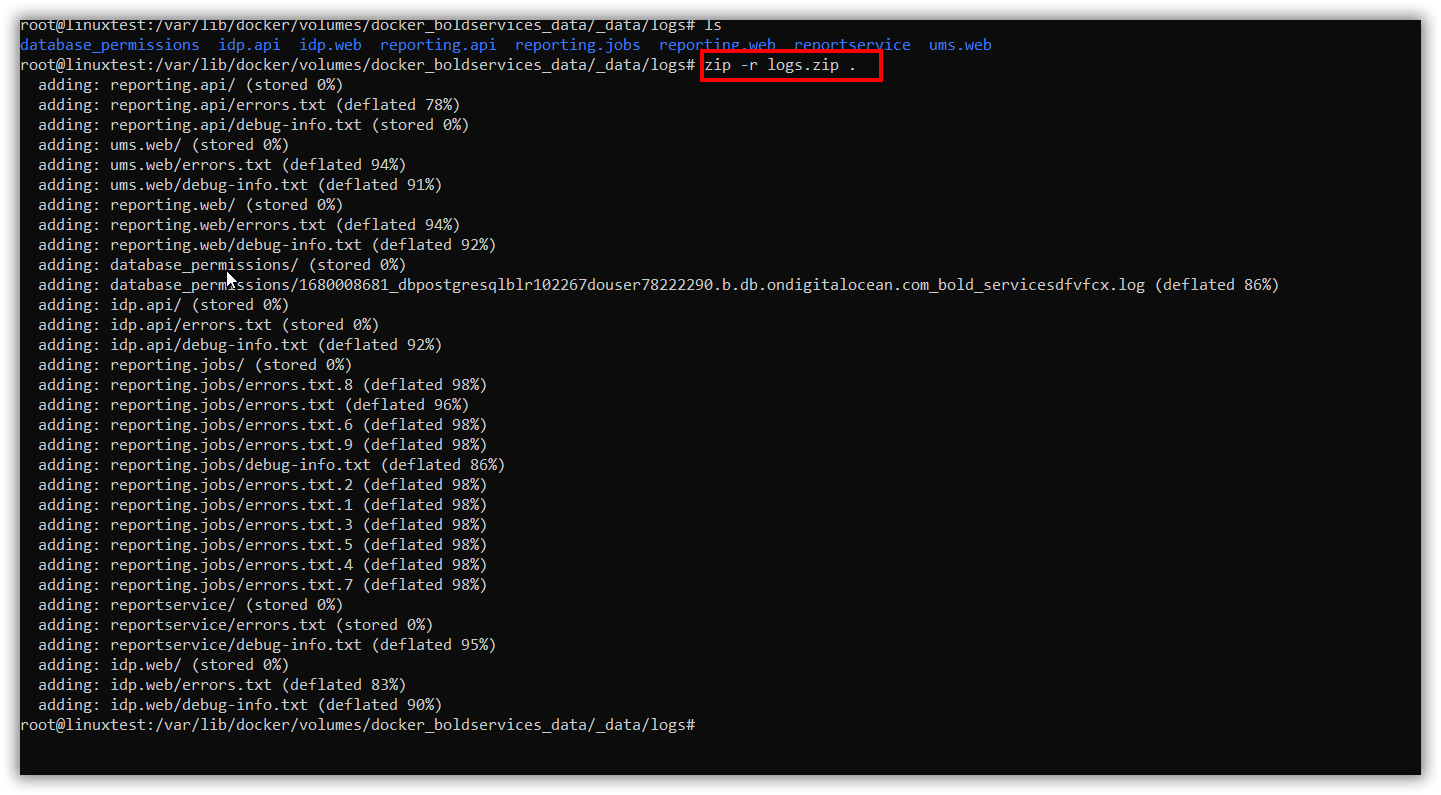 root@linuxtest:/var/lib/docker/volumes/docker_boldservices_data/_data/logs# ls
database_permissions  idp.api  idp.web  reporting.api  reporting.jobs  reporting.web  reportservice  ums.web
root@linuxtest:/var/lib/docker/volumes/docker_boldservices_data/_data/logs# zip -r logs.zip .
  adding: reporting.api/ (stored 0%)
  adding: reporting.api/errors.txt (deflated 78%)
  adding: reporting.api/debug-info.txt (stored 0%)
  adding: ums.web/ (stored 0%)
  adding: ums.web/errors.txt (deflated 94%)
  adding: ums.web/debug-info.txt (deflated 91%)
  adding: reporting.web/ (stored 0%)
  adding: reporting.web/errors.txt (deflated 94%)
  adding: reporting.web/debug-info.txt (deflated 92%)
  adding: database_permissions/ (stored 0%)
  adding: database_permissions/1680008681_dbpostgresqlblr102267douser78222290.b.db.ondigitalocean.com_bold_servicesdfvfcx.log (deflated 86%)
  adding: idp.api/ (stored 0%)
  adding: idp.api/errors.txt (stored 0%)
  adding: idp.api/debug-info.txt (deflated 92%)
  adding: reporting.jobs/ (stored 0%)
  adding: reporting.jobs/errors.txt.8 (deflated 98%)
  adding: reporting.jobs/errors.txt (deflated 96%)
  adding: reporting.jobs/errors.txt.6 (deflated 98%)
  adding: reporting.jobs/errors.txt.9 (deflated 98%)
  adding: reporting.jobs/debug-info.txt (deflated 86%)
  adding: reporting.jobs/errors.txt.2 (deflated 98%)
  adding: reporting.jobs/errors.txt.1 (deflated 98%)
  adding: reporting.jobs/errors.txt.3 (deflated 98%)
  adding: reporting.jobs/errors.txt.5 (deflated 98%)
  adding: reporting.jobs/errors.txt.4 (deflated 98%)
  adding: reporting.jobs/errors.txt.7 (deflated 98%)
  adding: reportservice/ (stored 0%)
  adding: reportservice/errors.txt (stored 0%)
  adding: reportservice/debug-info.txt (deflated 95%)
  adding: idp.web/ (stored 0%)
  adding: idp.web/errors.txt (deflated 83%)
  adding: idp.web/debug-info.txt (deflated 90%)
root@linuxtest:/var/lib/docker/volumes/docker_boldservices_data/_data/logs#